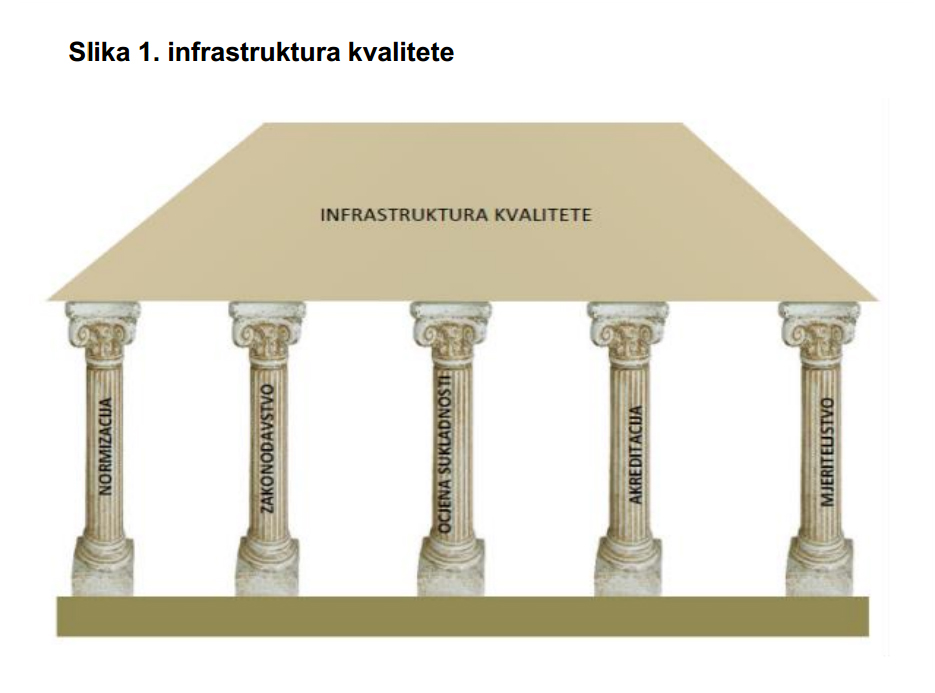 Slika 1. infrastruktura kvalitete
INFRASTRUKTURA KVALITETE
NORMIZACIJA
ZAKONODAVSTVO
OCJENA SUKLADNOSTI
AKREDITACIJA
MJERITELJSTVO